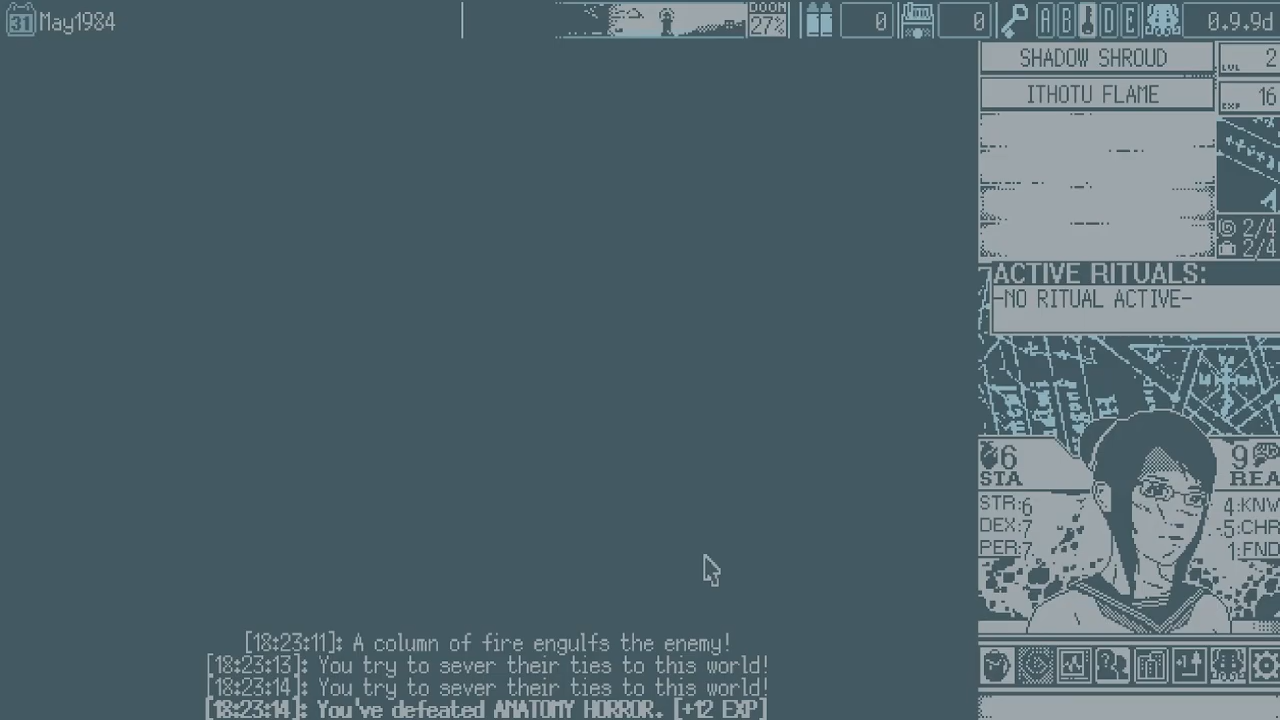 31 May1984
DOOM
27%
0
0
A B D E
0.9.9d
SHADOW SHROUD
LVL 2
ITHOTU FLAME
EXP 16
2/4
2/4
ACTIVE RITUALS:
-NO RITUAL ACTIVE-
6
STA
9
REA
STR:6
4:KNW
DEX:7
-5:CHR
PER:7
1:FND
[18:23:11]: A column of fire engulfs the enemy!
[18:23:13]: You try to sever their ties to this world!
[18:23:14]: You try to sever their ties to this world!
[18:23:14]: You've defeated ANATOMY HORROR. [+12 EXP]